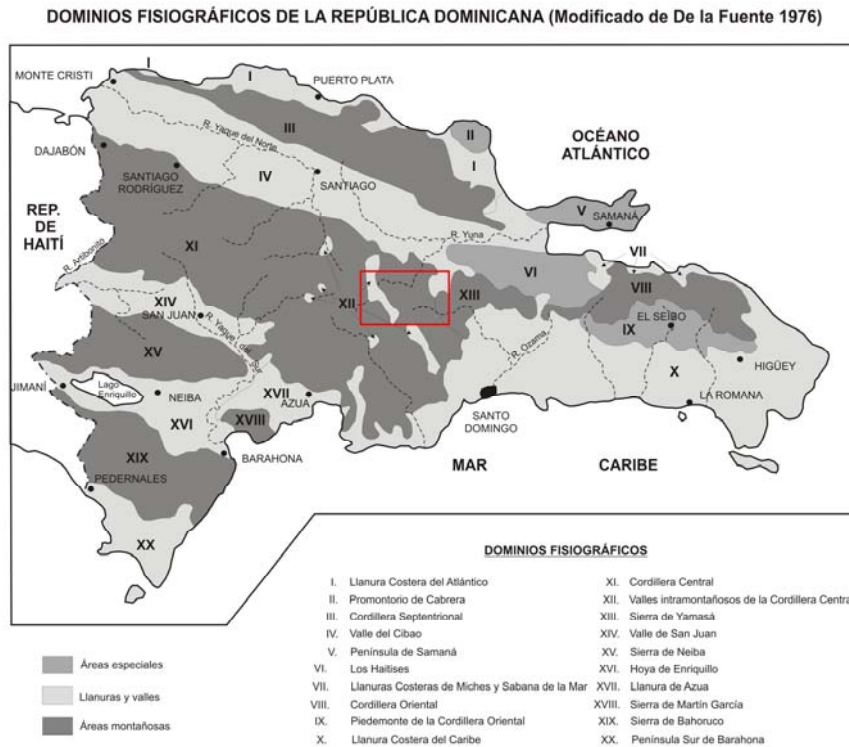 DOMINIOS FISIOGRÁFICOS DE LA REPÚBLICA DOMINICANA (Modificado de De la Fuente 1976)
I
I
MONTE CRISTI
PUERTO PLATA
II
OCÉANO
ATLÁNTICO
R. Yaque del Norte
III
DAJABÓN
I
SANTIAGO
RODRÍGUEZ
IV
SANTIAGO
V
SAMANÁ
REP.
DE
HAITÍ
R. Yuna
VII
XI
VI
R. Artibonito
VIII
XII
XIII
XIV
SAN JUAN
EL SEÍBO
IX
R. Yaque del Sur
R. Ozama
XV
HIGÜEY
JIMANÍ
Lago
Enriquillo
NEIBA
XVII
AZUA
X
LA ROMANA
XVI
XVIII
SANTO
DOMINGO
XIX
BARAHONA
MAR
CARIBE
PEDERNALES
XX
DOMINIOS FISIOGRÁFICOS
I. Llanura Costera del Atlántico
II. Promontorio de Cabrera
III. Cordillera Septentrional
IV. Valle del Cibao
V. Península de Samaná
VI. Los Haitises
VII. Llanuras Costeras de Miches y Sabana de la Mar
VIII. Cordillera Oriental
IX. Piedemonte de la Cordillera Oriental
X. Llanura Costera del Caribe
XI. Cordillera Central
XII. Valles intramontañosos de la Cordillera Central
XIII. Sierra de Yamasá
XIV. Valle de San Juan
XV. Sierra de Neiba
XVI. Hoya de Enriquillo
XVII. Llanura de Azua
XVIII. Sierra de Martín García
XIX. Sierra de Bahoruco
XX. Península Sur de Barahona
Áreas especiales
Llanuras y valles
Áreas montañosas